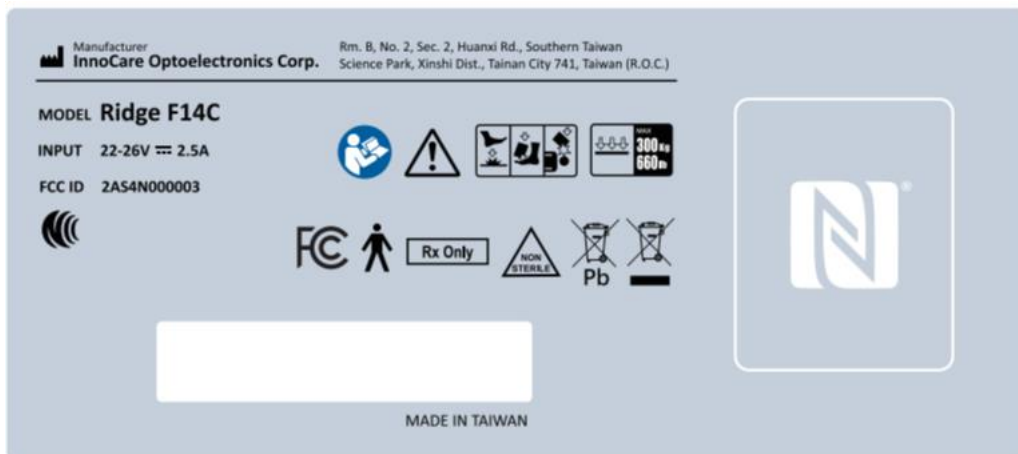 Manufacturer
InnoCare Optoelectronics Corp.
Rm. B, No. 2, Sec. 2, Huanxi Rd., Southern Taiwan
Science Park, Xinshi Dist., Tainan City 741, Taiwan (R.O.C.)
MODEL Ridge F14C
INPUT 22-26V ⎓ 2.5A
FCC ID 2AS4N000003
MAX
300Kg
660lb
FC
Rx Only
NON
STERILE
Pb
MADE IN TAIWAN